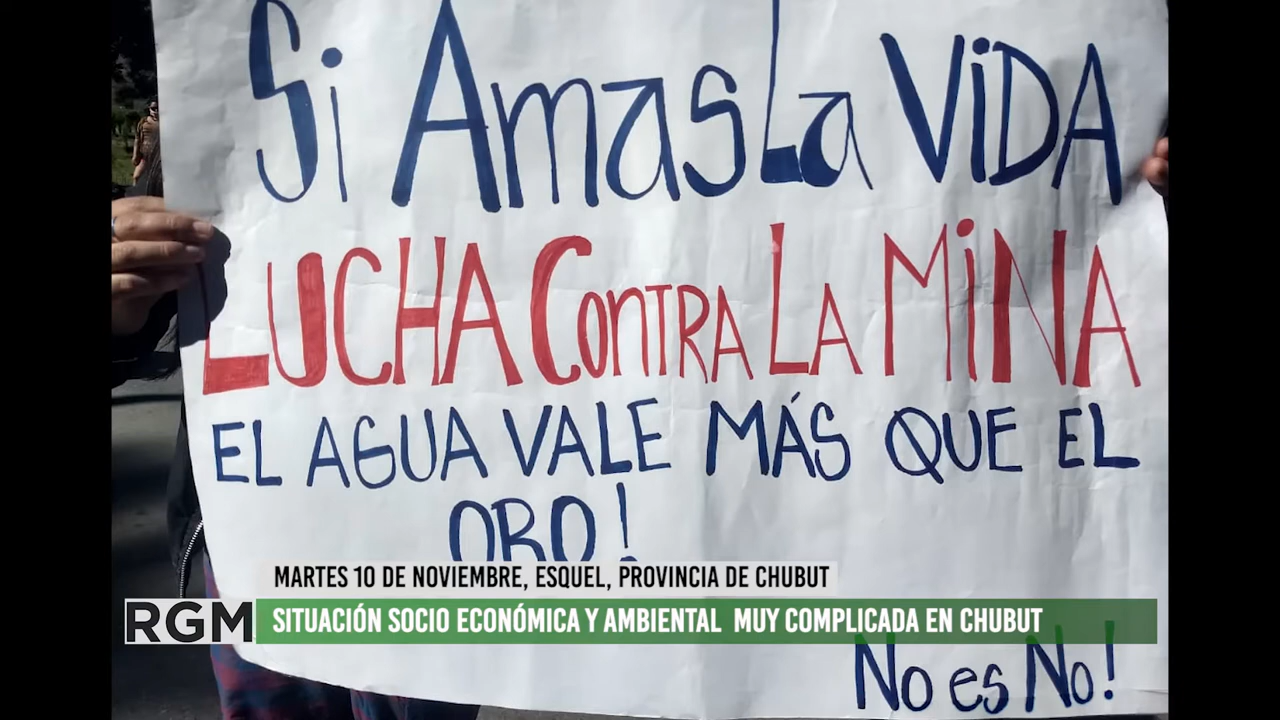 Si Amas La ViDA
LUCHA ContRA LA MiNA
EL AGUA VALE MÁS QUE EL
ORO!
MARTES 10 DE NOVIEMBRE, ESQUEL, PROVINCIA DE CHUBUT
RGM
SITUACIÓN SOCIO ECONÓMICA Y AMBIENTAL MUY COMPLICADA EN CHUBUT
No es No!